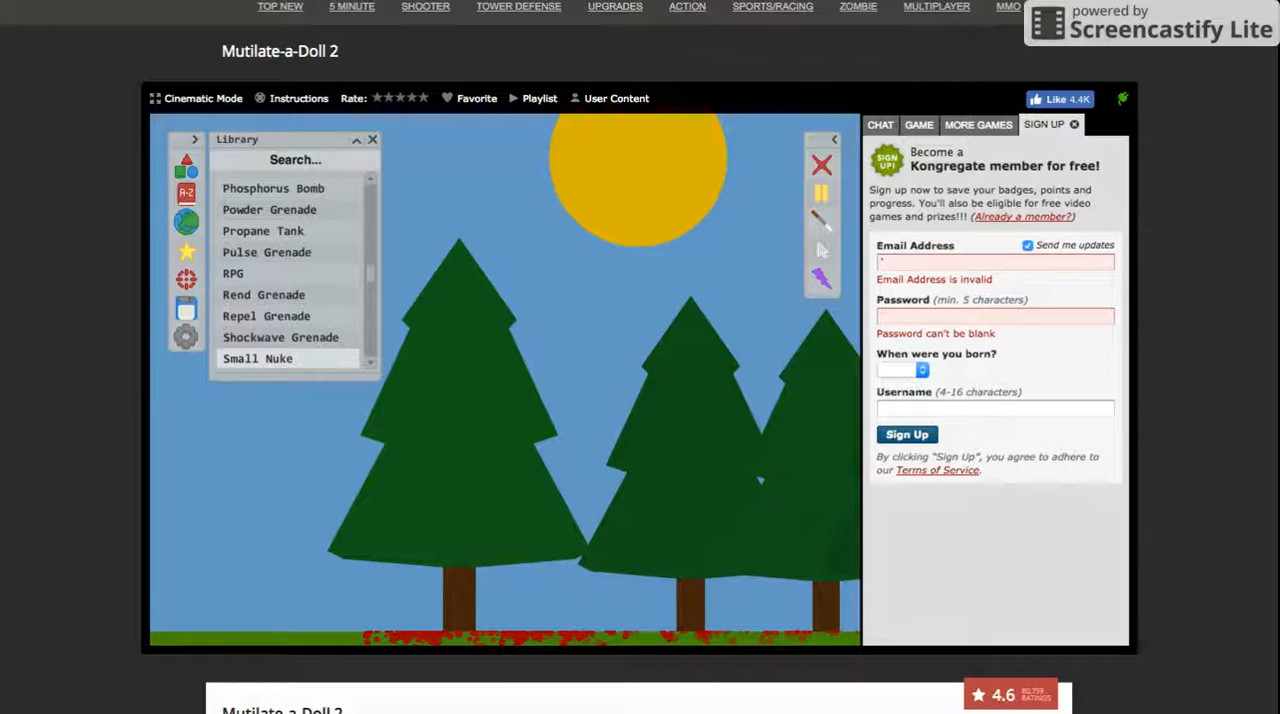 TOP NEW 5 MINUTE SHOOTER TOWER DEFENSE UPGRADES ACTION SPORTS/RACING ZOMBIE MULTIPLAYER MMO
powered by
Screencastify Lite
Mutilate-a-Doll 2
Cinematic Mode Instructions Rate: Favorite Playlist User Content Like 4.4K
Library
Search...
A-Z
Phosphorus Bomb
Powder Grenade
Propane Tank
Pulse Grenade
RPG
Rend Grenade
Repel Grenade
Shockwave Grenade
Small Nuke
CHAT GAME MORE GAMES SIGN UP
SIGN UP!
Become a
Kongregate member for free!
Sign up now to save your badges, points and
progress. You'll also be eligible for free video
games and prizes!!! (Already a member?)
Email Address Send me updates
Email Address is invalid
Password (min. 5 characters)
Password can't be blank
When were you born?
Username (4-16 characters)
Sign Up
By clicking "Sign Up", you agree to adhere to
our Terms of Service.
4.6 80,759 RATINGS
Mutilate-a-Doll 2